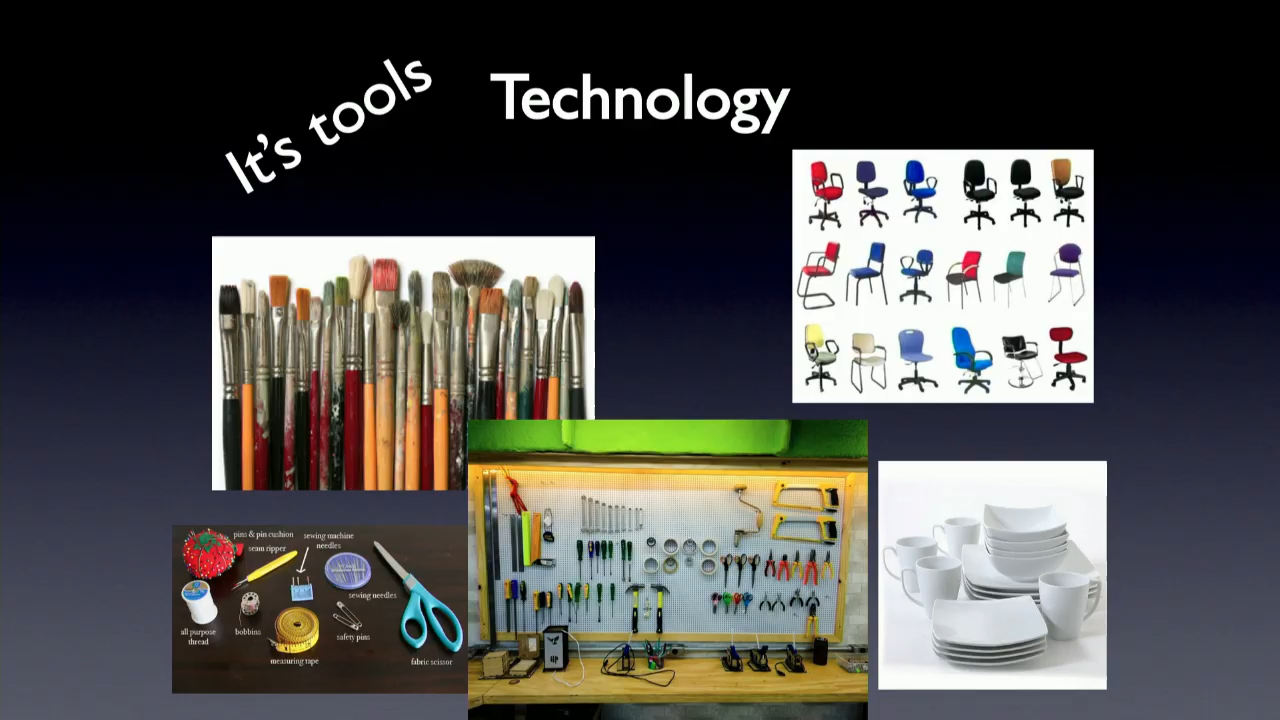 It's tools
Technology
pins & pin cushion
seam ripper
sewing machine
needles
sewing needles
all purpose
thread
bobbins
measuring tape
safety pins
fabric scissor